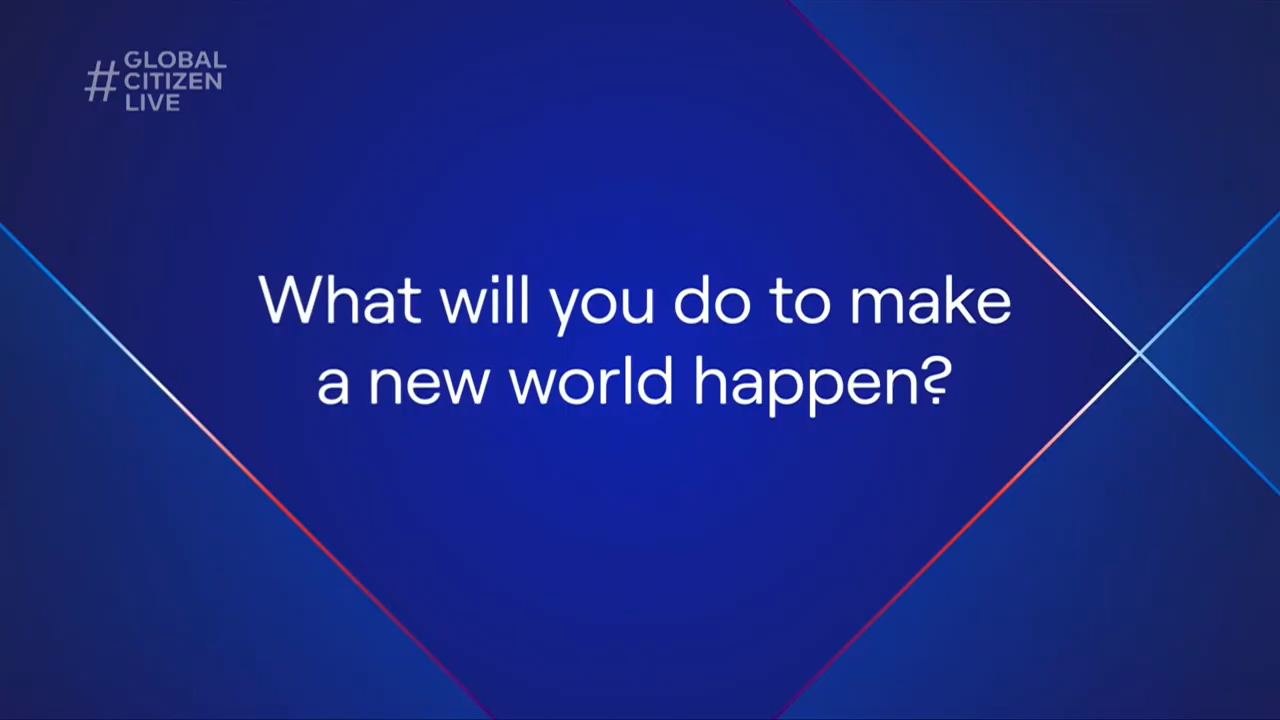 #GLOBAL
CITIZEN
LIVE
What will you do to make
a new world happen?